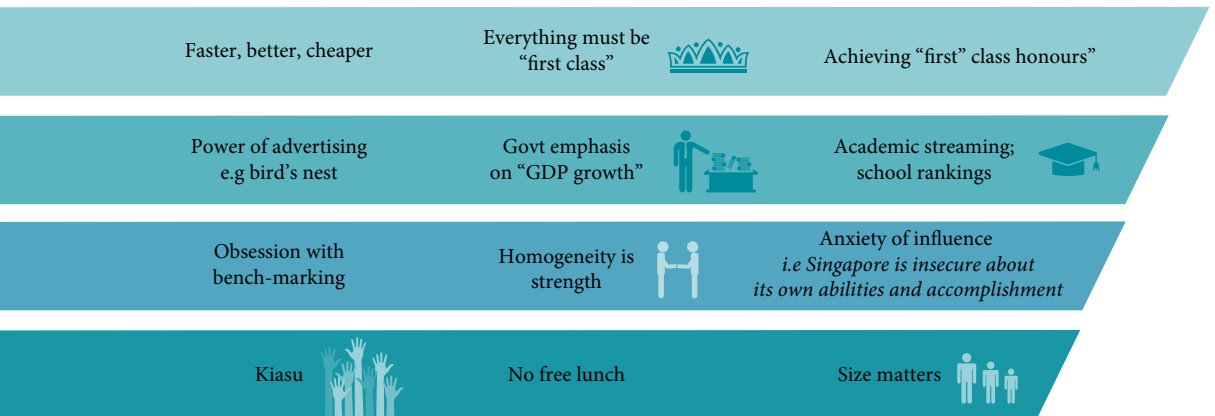 Faster, better, cheaper
Everything must be
“first class”
Achieving “first” class honours”
Power of advertising
e.g bird’s nest
Govt emphasis
on “GDP growth”
Academic streaming;
school rankings
Obsession with
bench-marking
Homogeneity is
strength
Anxiety of influence
i.e Singapore is insecure about
its own abilities and accomplishment
Kiasu
No free lunch
Size matters